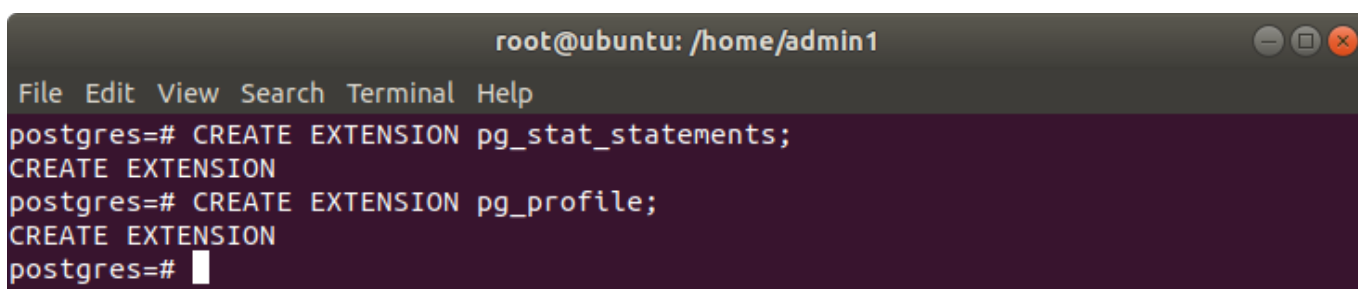 root@ubuntu: /home/admin1
File Edit View Search Terminal Help
postgres=# CREATE EXTENSION pg_stat_statements;
CREATE EXTENSION
postgres=# CREATE EXTENSION pg_profile;
CREATE EXTENSION
postgres=#